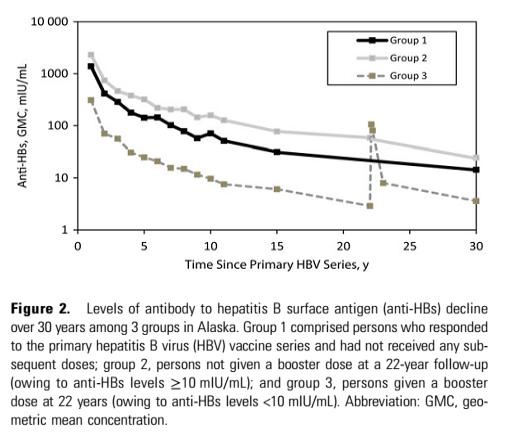 10 000
1000
100
10
1
Anti-HBs, GMC, mIU/mL
Group 1
Group 2
Group 3
0 5 10 15 20 25 30
Time Since Primary HBV Series, y
Figure 2. Levels of antibody to hepatitis B surface antigen (anti-HBs) decline
over 30 years among 3 groups in Alaska. Group 1 comprised persons who responded
to the primary hepatitis B virus (HBV) vaccine series and had not received any sub-
sequent doses; group 2, persons not given a booster dose at a 22-year follow-up
(owing to anti-HBs levels ≥10 mIU/mL); and group 3, persons given a booster
dose at 22 years (owing to anti-HBs levels <10 mIU/mL). Abbreviation: GMC, geo-
metric mean concentration.